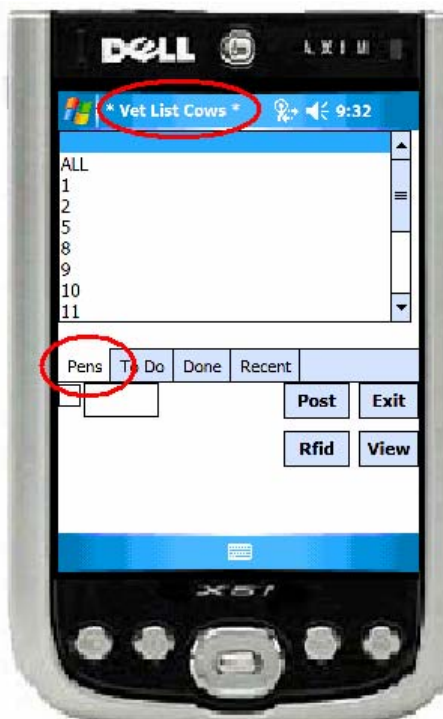 DELL
AXIM
* Vet List Cows * 9:32
ALL
1
2
5
8
9
10
11
Pens To Do Done Recent
Post Exit
Rfid View
X51